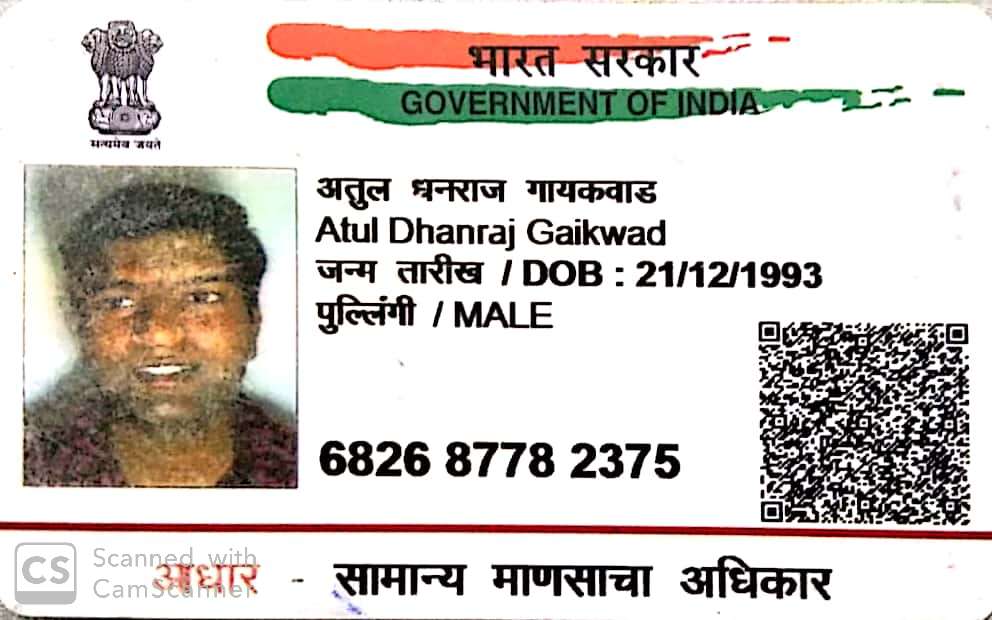 भारत सरकार
GOVERNMENT OF INDIA
सत्यमेव जयते
अतुल धनराज गायकवाड
Atul Dhanraj Gaikwad
जन्म तारीख / DOB : 21/12/1993
पुल्लिंगी / MALE
6826 8778 2375
CS Scanned with CamScanner
आधार - सामान्य माणसाचा अधिकार